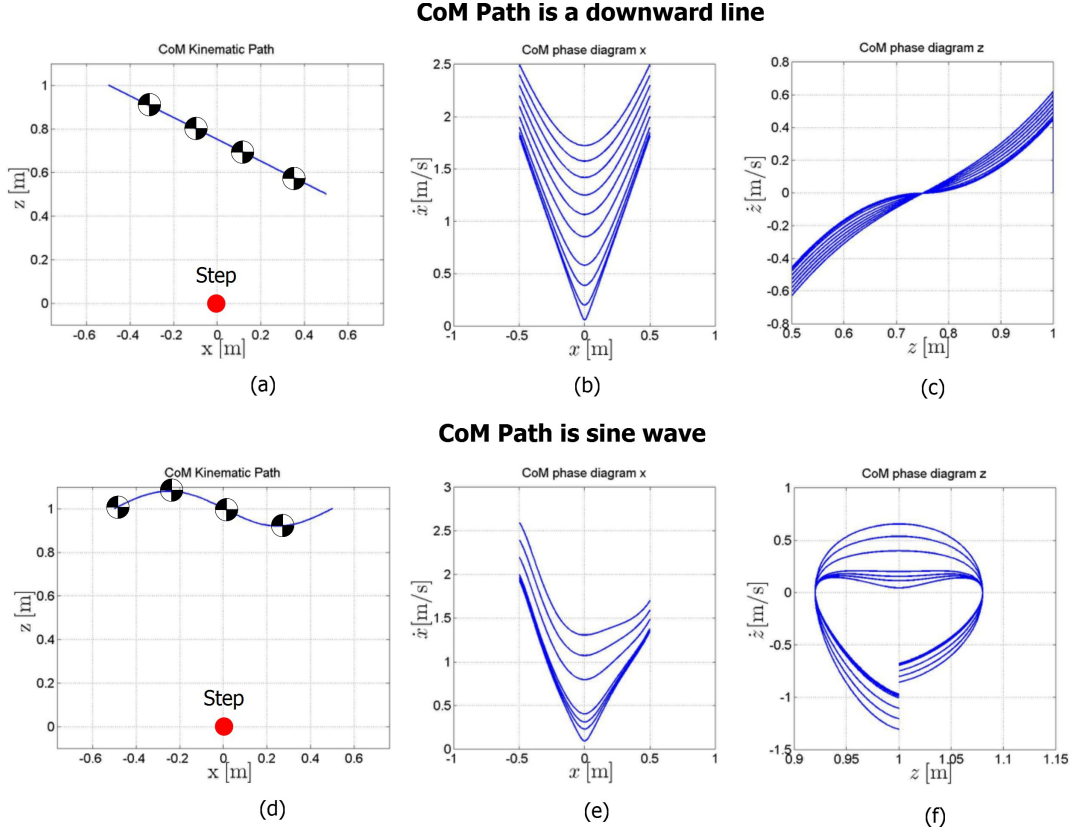 CoM Path is a downward line
CoM Kinematic Path
1
0.8
0.6
0.4
0.2
0
z [m]
Step
-0.6 -0.4 -0.2 0 0.2 0.4 0.6
x [m]
(a)
CoM phase diagram x
2.5
2
1.5
1
0.5
0
ẋ [m/s]
-1 -0.5 0 0.5 1
x [m]
(b)
CoM phase diagram z
0.8
0.6
0.4
0.2
0
-0.2
-0.4
-0.6
-0.8
ż [m/s]
0.5 0.6 0.7 0.8 0.9 1
z [m]
(c)
CoM Path is sine wave
CoM Kinematic Path
1
0.8
0.6
0.4
0.2
0
z [m]
Step
-0.6 -0.4 -0.2 0 0.2 0.4 0.6
x [m]
(d)
CoM phase diagram x
3
2.5
2
1.5
1
0.5
0
ẋ [m/s]
-1 -0.5 0 0.5 1
x [m]
(e)
CoM phase diagram z
1
0.5
0
-0.5
-1
-1.5
ż [m/s]
0.9 0.95 1 1.05 1.1 1.15
z [m]
(f)